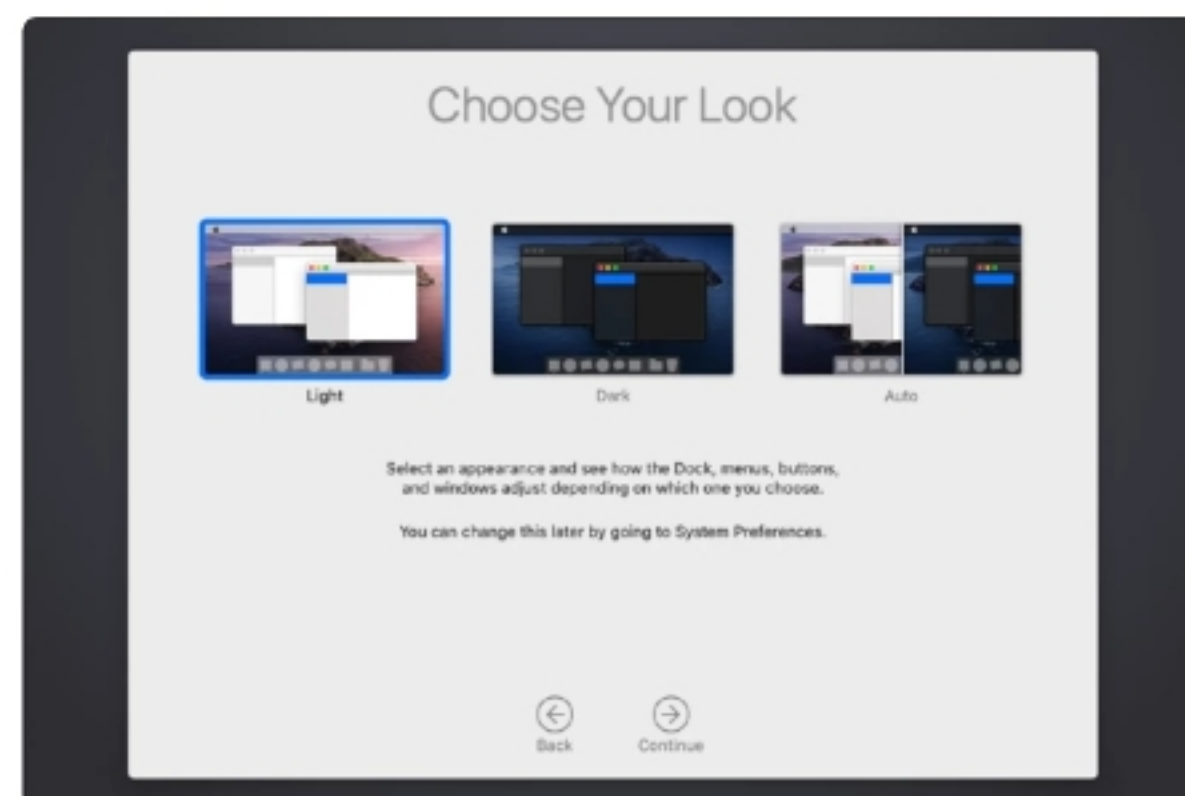 Choose Your Look
Light
Dark
Auto
Select an appearance and see how the Dock, menus, buttons,
and windows adjust depending on which one you choose.
You can change this later by going to System Preferences.
Back
Continue